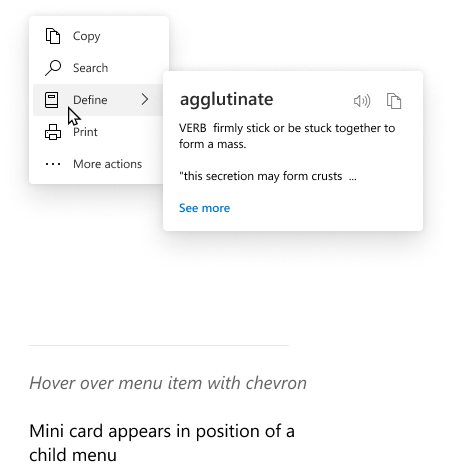 Copy
Search
Define
Print
More actions
agglutinate
VERB  firmly stick or be stuck together to
form a mass.
"this secretion may form crusts  ...
See more
Hover over menu item with chevron
Mini card appears in position of a
child menu